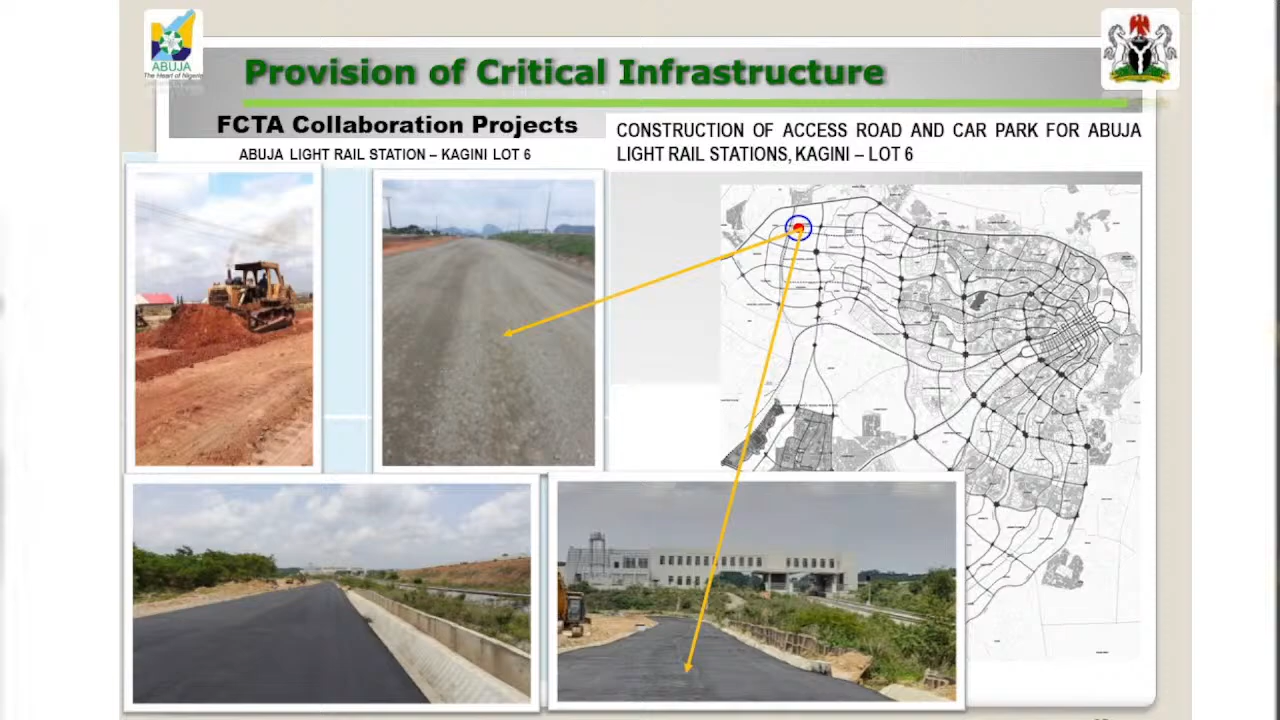 ABUJA
The Heart of Nigeria
Provision of Critical Infrastructure
FCTA Collaboration Projects
ABUJA LIGHT RAIL STATION – KAGINI LOT 6
CONSTRUCTION OF ACCESS ROAD AND CAR PARK FOR ABUJA
LIGHT RAIL STATIONS, KAGINI – LOT 6